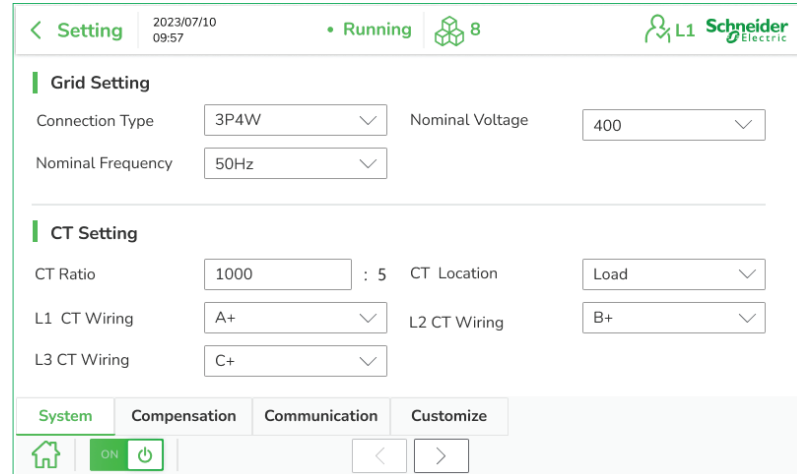 Setting
2023/07/10
09:57
• Running
8
L1
Schneider
Electric
Grid Setting
Connection Type
3P4W
Nominal Voltage
400
Nominal Frequency
50Hz
CT Setting
CT Ratio
1000
: 5
CT Location
Load
L1 CT Wiring
A+
L2 CT Wiring
B+
L3 CT Wiring
C+
System
Compensation
Communication
Customize
ON